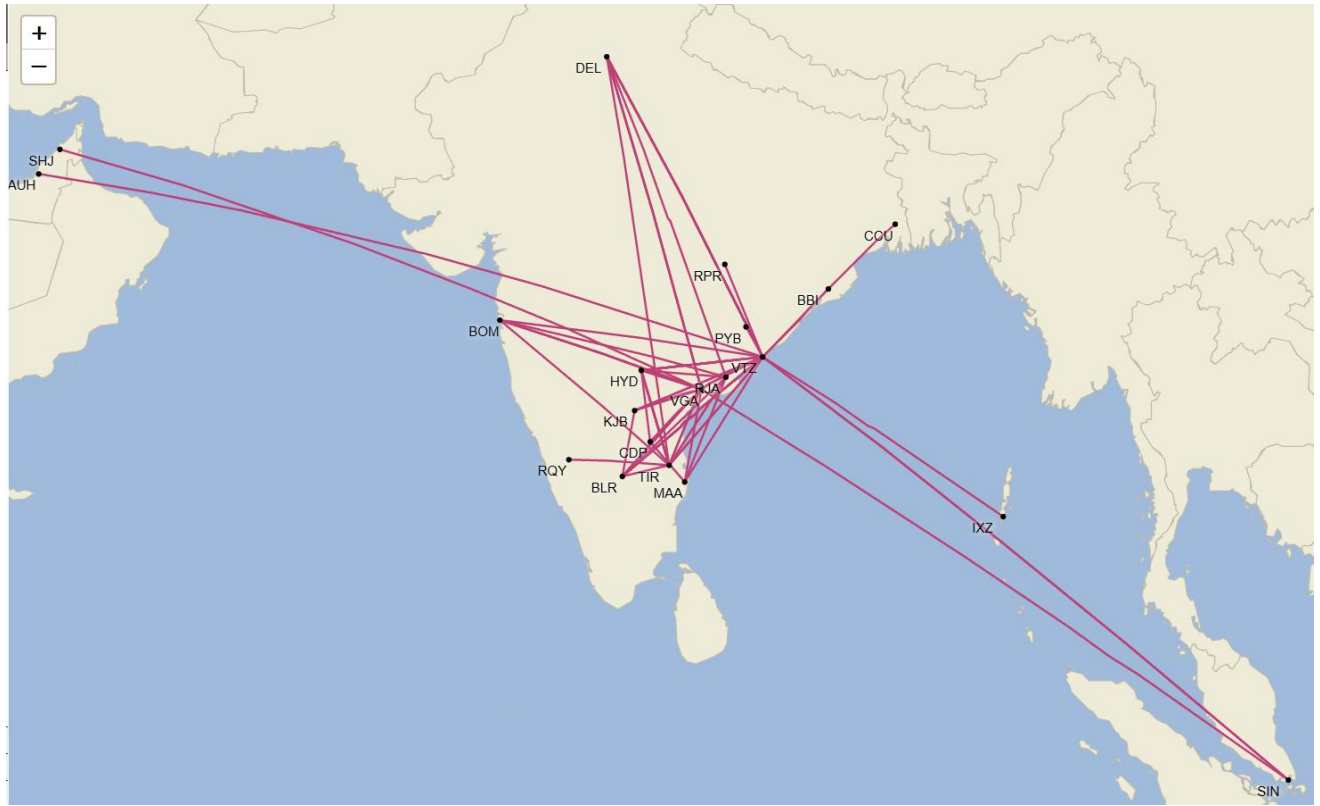 +
−
DEL
SHJ
AUH
CCU
RPR
BBI
BOM
PYB
VTZ
HYD
RJA
VGA
KJB
CDP
RQY
TIR
BLR
MAA
IXZ
SIN